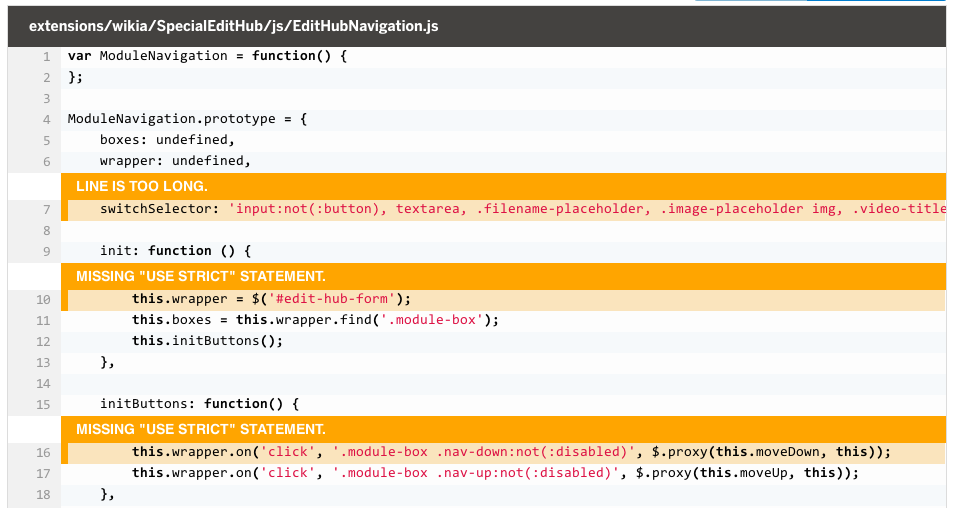 extensions/wikia/SpecialEditHub/js/EditHubNavigation.js
1 var ModuleNavigation = function() {
2 };
3
4 ModuleNavigation.prototype = {
5 boxes: undefined,
6 wrapper: undefined,
LINE IS TOO LONG.
7 switchSelector: 'input:not(:button), textarea, .filename-placeholder, .image-placeholder img, .video-title
8
9 init: function () {
MISSING "USE STRICT" STATEMENT.
10 this.wrapper = $('#edit-hub-form');
11 this.boxes = this.wrapper.find('.module-box');
12 this.initButtons();
13 },
14
15 initButtons: function() {
MISSING "USE STRICT" STATEMENT.
16 this.wrapper.on('click', '.module-box .nav-down:not(:disabled)', $.proxy(this.moveDown, this));
17 this.wrapper.on('click', '.module-box .nav-up:not(:disabled)', $.proxy(this.moveUp, this));
18 },